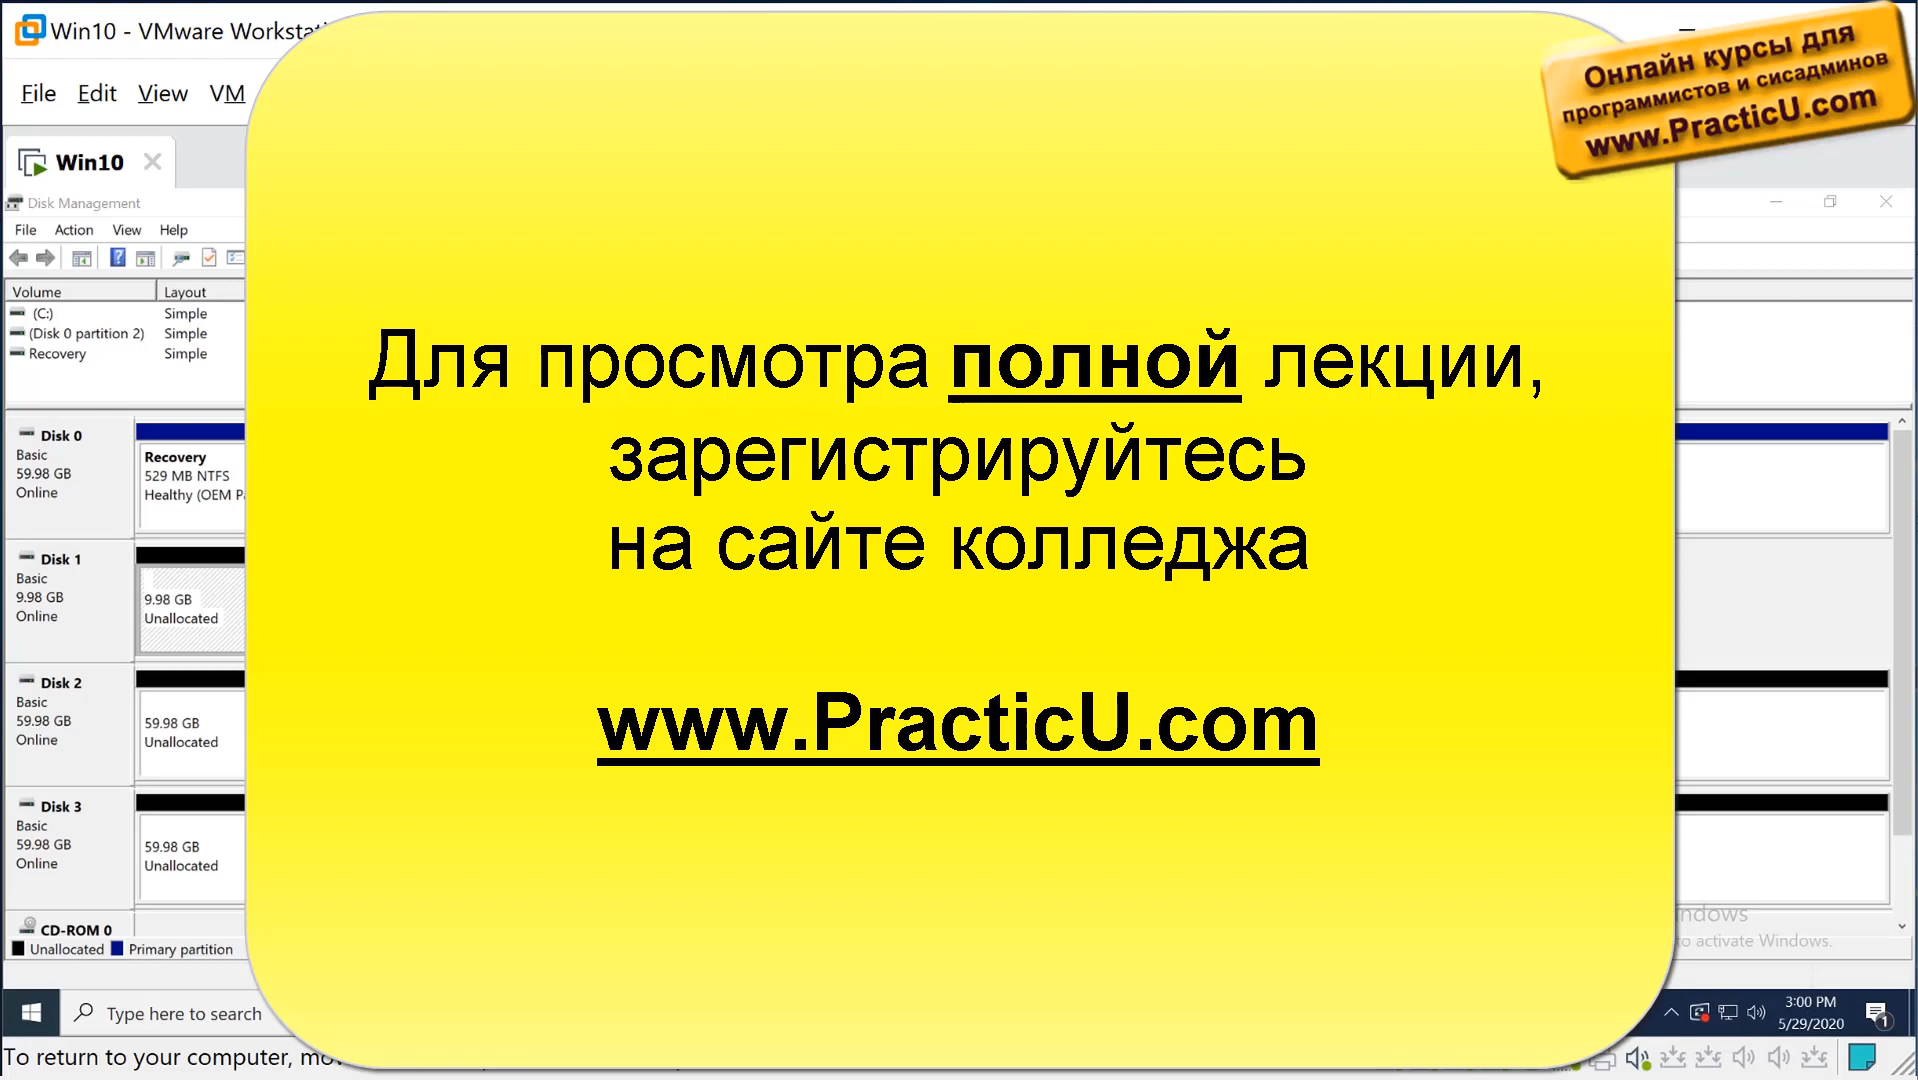 Win10 - VMware
File Edit View VM
Онлайн курсы для
программистов и сисадминов
www.PracticU.com
Win10
Disk Management
File Action View Help
Volume Layout
(C:) Simple
(Disk 0 partition 2) Simple
Recovery Simple
Для просмотра полной лекции,
зарегистрируйтесь
на сайте колледжа
www.PracticU.com
Disk 0
Basic
59.98 GB
Online
Recovery
529 MB NTFS
Healthy (OEM
Disk 1
Basic
9.98 GB
Online
9.98 GB
Unallocated
Disk 2
Basic
59.98 GB
Online
59.98 GB
Unallocated
Disk 3
Basic
59.98 GB
Online
59.98 GB
Unallocated
CD-ROM 0
Unallocated Primary partition
to activate Windows.
Type here to search
3:00 PM
5/29/2020
1
To return to your computer,